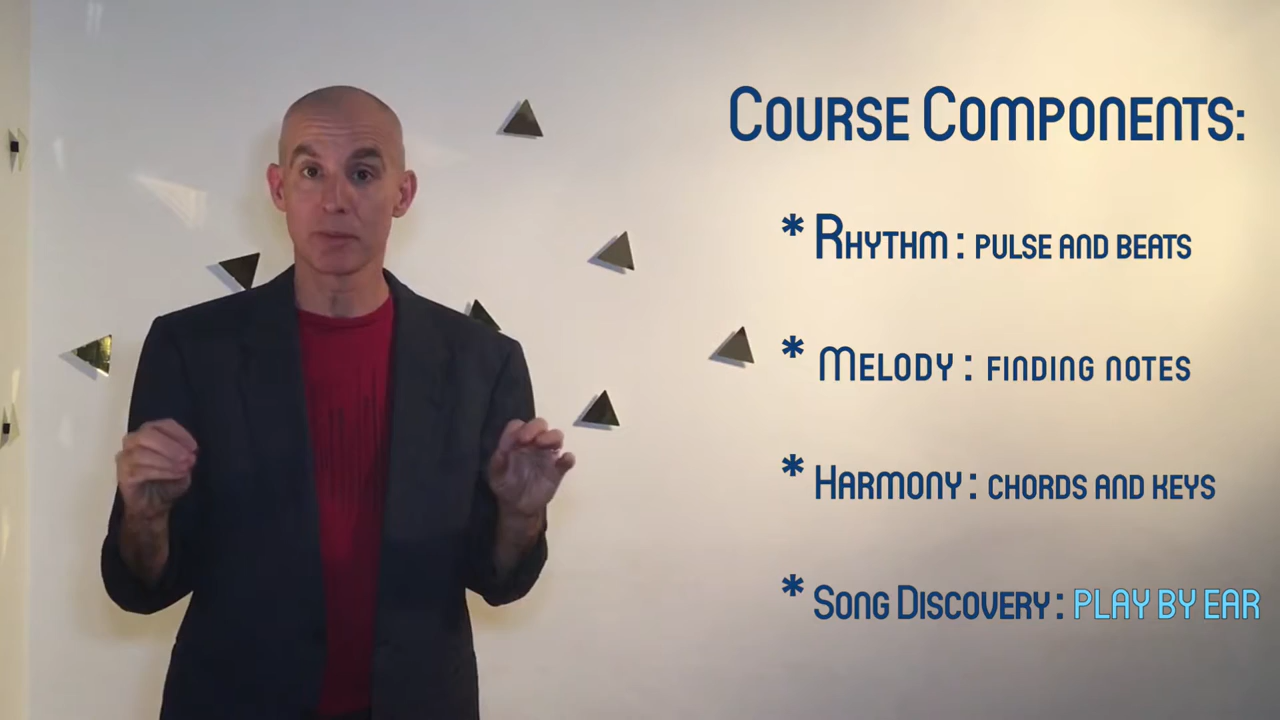 Course Components:
* Rhythm: pulse and beats
* Melody: finding notes
* Harmony: chords and keys
* Song Discovery: play by ear